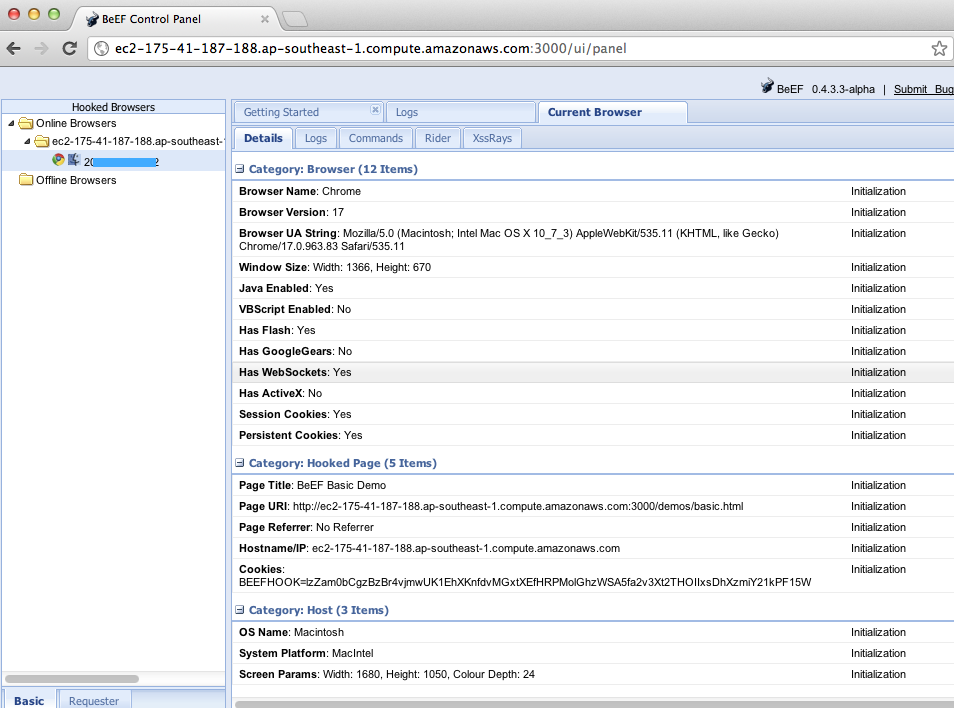 BeEF Control Panel
ec2-175-41-187-188.ap-southeast-1.compute.amazonaws.com:3000/ui/panel
BeEF 0.4.3.3-alpha | Submit Bug
Hooked Browsers
Online Browsers
ec2-175-41-187-188.ap-southeast-
Offline Browsers
Basic Requester
Getting Started Logs Current Browser
Details Logs Commands Rider XssRays
Category: Browser (12 Items)
Browser Name: Chrome Initialization
Browser Version: 17 Initialization
Browser UA String: Mozilla/5.0 (Macintosh; Intel Mac OS X 10_7_3) AppleWebKit/535.11 (KHTML, like Gecko) Initialization
Chrome/17.0.963.83 Safari/535.11
Window Size: Width: 1366, Height: 670 Initialization
Java Enabled: Yes Initialization
VBScript Enabled: No Initialization
Has Flash: Yes Initialization
Has GoogleGears: No Initialization
Has WebSockets: Yes Initialization
Has ActiveX: No Initialization
Session Cookies: Yes Initialization
Persistent Cookies: Yes Initialization
Category: Hooked Page (5 Items)
Page Title: BeEF Basic Demo Initialization
Page URI: http://ec2-175-41-187-188.ap-southeast-1.compute.amazonaws.com:3000/demos/basic.html Initialization
Page Referrer: No Referrer Initialization
Hostname/IP: ec2-175-41-187-188.ap-southeast-1.compute.amazonaws.com Initialization
Cookies: Initialization
BEEFHOOK=lzZam0bCgzBzBr4vjmwUK1EhXKnfdvMGxtXEfHRPMolGhzWSA5fa2v3Xt2THOIlxsDhXzmiY21kPF15W
Category: Host (3 Items)
OS Name: Macintosh Initialization
System Platform: MacIntel Initialization
Screen Params: Width: 1680, Height: 1050, Colour Depth: 24 Initialization